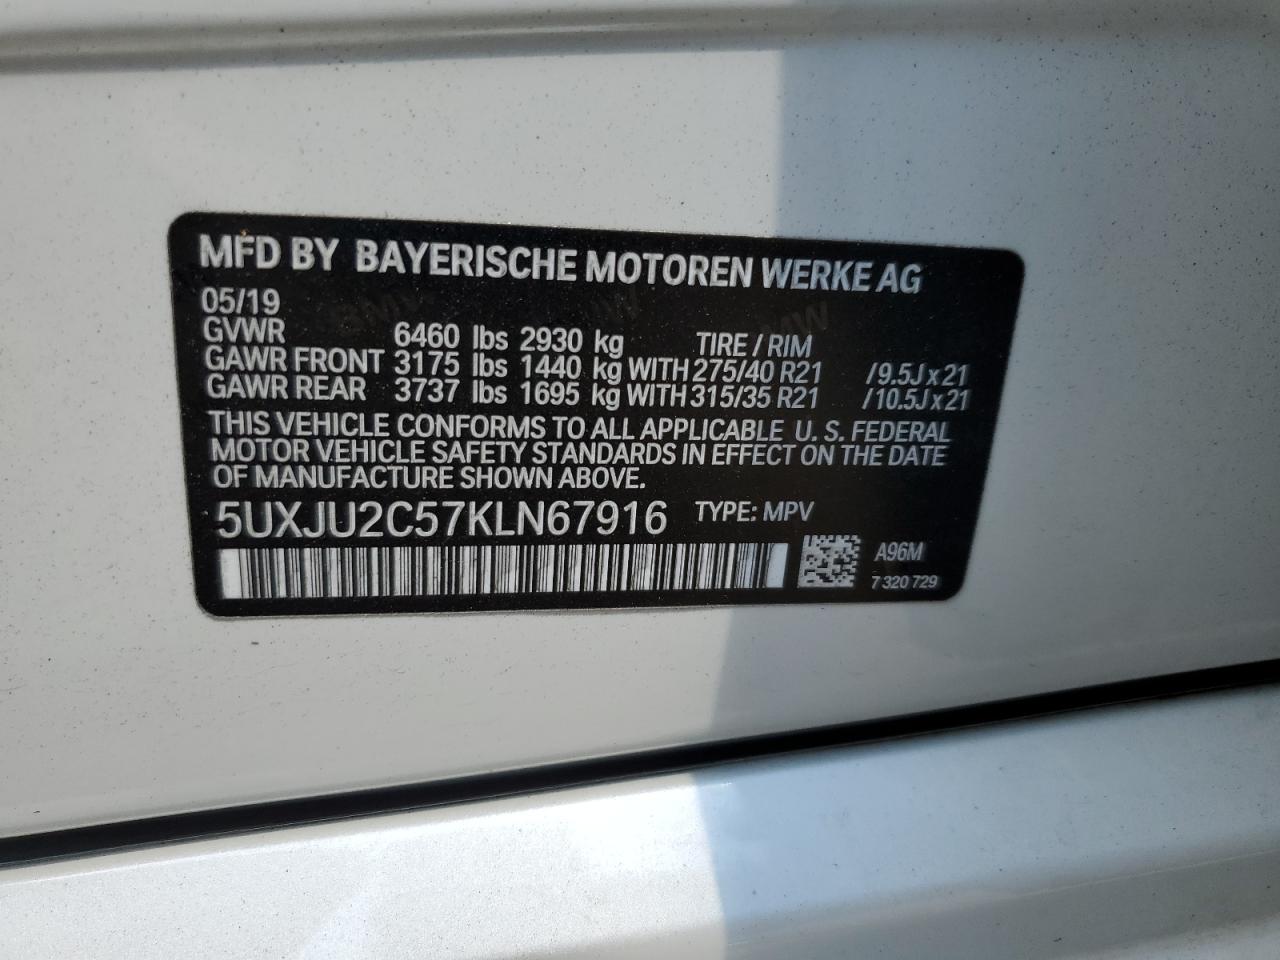 MFD BY BAYERISCHE MOTOREN WERKE AG
05/19
GVWR 6460 lbs 2930 kg TIRE / RIM
GAWR FRONT 3175 lbs 1440 kg WITH 275/40 R21 /9.5J x 21
GAWR REAR 3737 lbs 1695 kg WITH 315/35 R21 /10.5J x 21
THIS VEHICLE CONFORMS TO ALL APPLICABLE U. S. FEDERAL
MOTOR VEHICLE SAFETY STANDARDS IN EFFECT ON THE DATE
OF MANUFACTURE SHOWN ABOVE.
5UXJU2C57KLN67916 TYPE: MPV
A96M
7 320 729